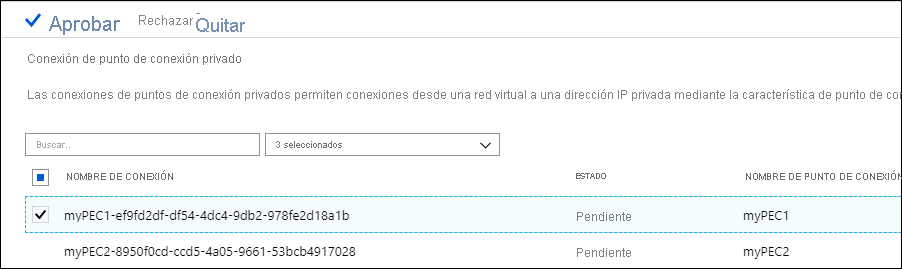 Aprobar Rechazar Quitar
Conexión de punto de conexión privado
Las conexiones de puntos de conexión privados permiten conexiones desde una red virtual a una dirección IP privada mediante la característica de punto de
Buscar.. 3 seleccionados
NOMBRE DE CONEXIÓN ESTADO NOMBRE DE PUNTO DE CONEXIÓN
myPEC1-ef9fd2df-df54-4dc4-9db2-978fe2d18a1b Pendiente myPEC1
myPEC2-8950f0cd-ccd5-4a05-9661-53bcb4917028 Pendiente myPEC2